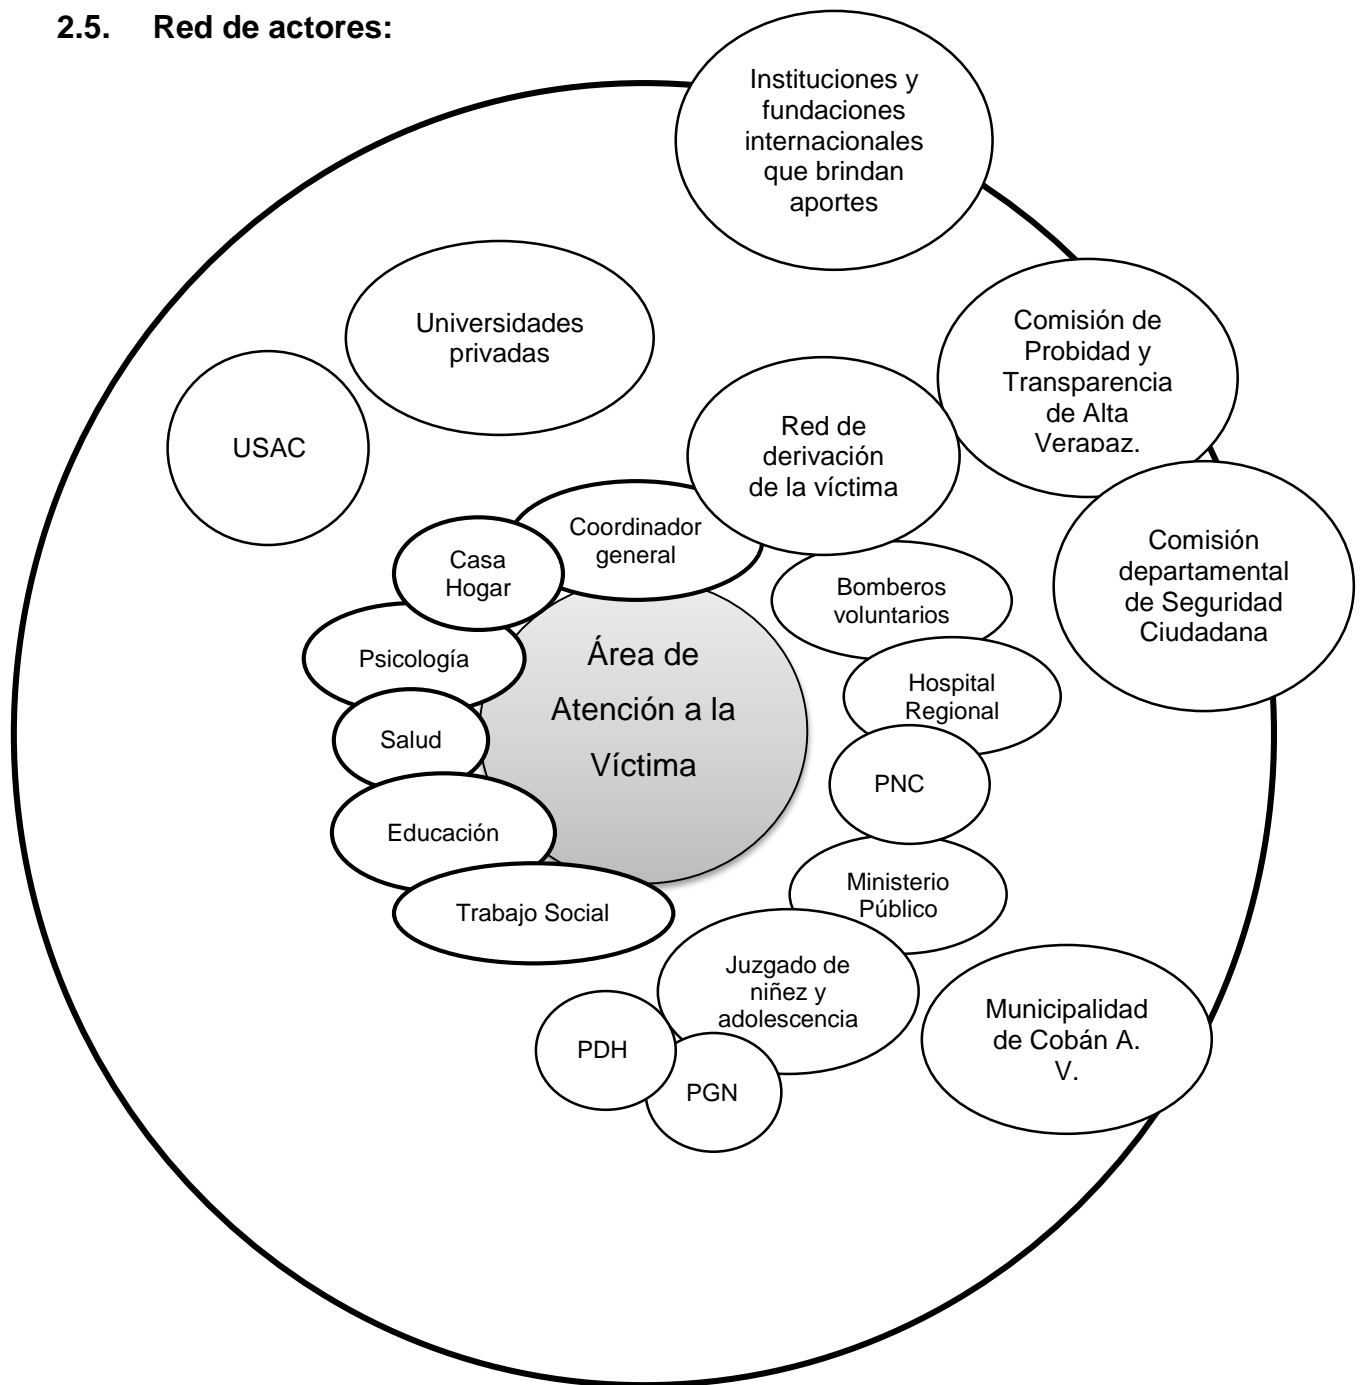 2.5. Red de actores:
Instituciones y
fundaciones
internacionales
que brindan
aportes
Universidades
privadas
Comisión de
Probidad y
Transparencia
de Alta
Verapaz.
USAC
Red de
derivación
de la víctima
Coordinador
general
Casa
Hogar
Comisión
departamental
de Seguridad
Ciudadana
Bomberos
voluntarios
Psicología
Área de
Atención a la
Víctima
Hospital
Regional
Salud
PNC
Educación
Ministerio
Público
Trabajo Social
Juzgado de
niñez y
adolescencia
Municipalidad
de Cobán A.
V.
PDH
PGN